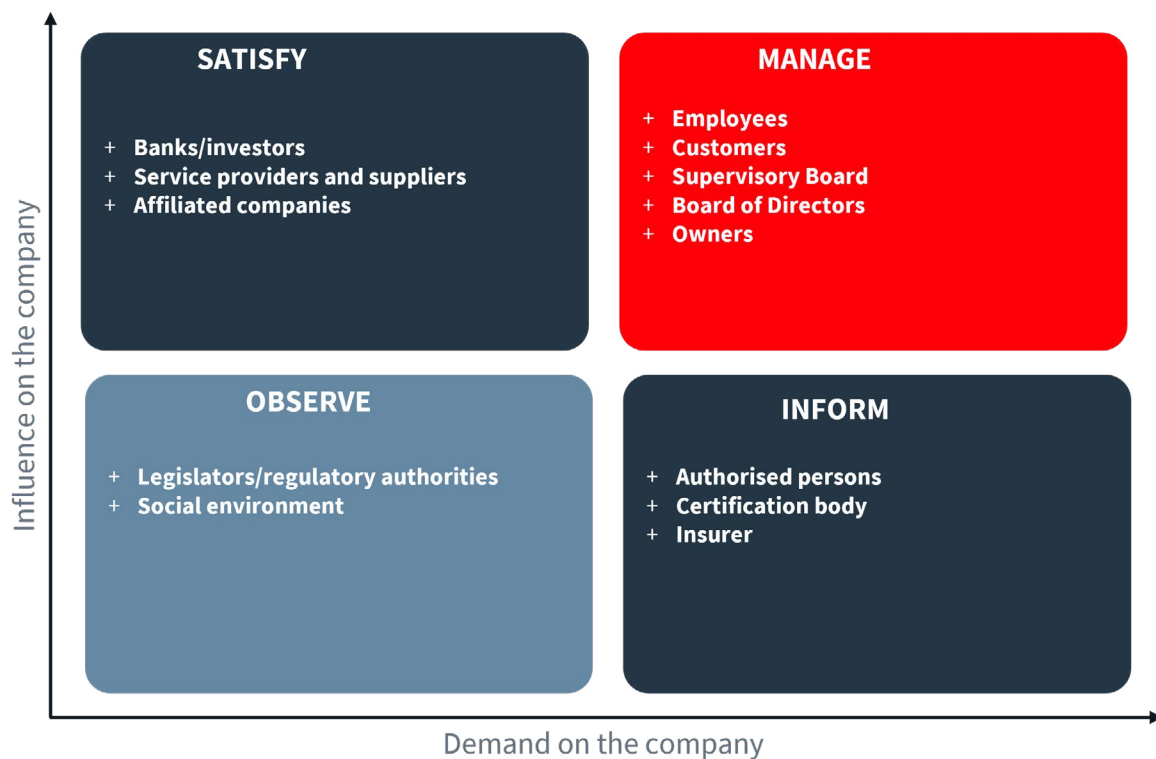 Influence on the company
SATISFY
+ Banks/investors
+ Service providers and suppliers
+ Affiliated companies
MANAGE
+ Employees
+ Customers
+ Supervisory Board
+ Board of Directors
+ Owners
OBSERVE
+ Legislators/regulatory authorities
+ Social environment
INFORM
+ Authorised persons
+ Certification body
+ Insurer
Demand on the company